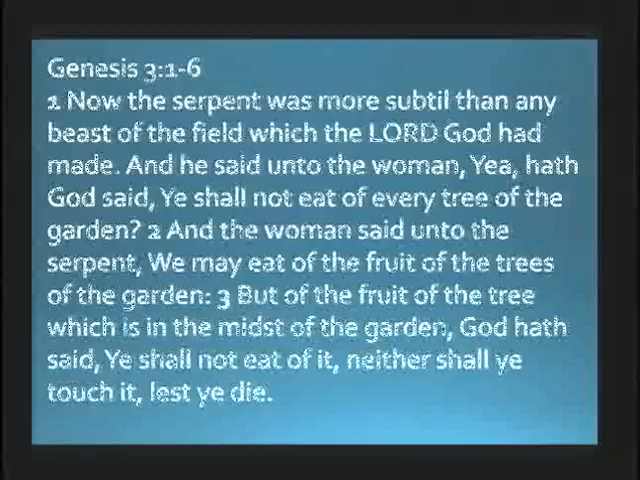 Genesis 3:1-6
1 Now the serpent was more subtil than any
beast of the field which the LORD God had
made. And he said unto the woman, Yea, hath
God said, Ye shall not eat of every tree of the
garden? 2 And the woman said unto the
serpent, We may eat of the fruit of the trees
of the garden: 3 But of the fruit of the tree
which is in the midst of the garden, God hath
said, Ye shall not eat of it, neither shall ye
touch it, lest ye die.